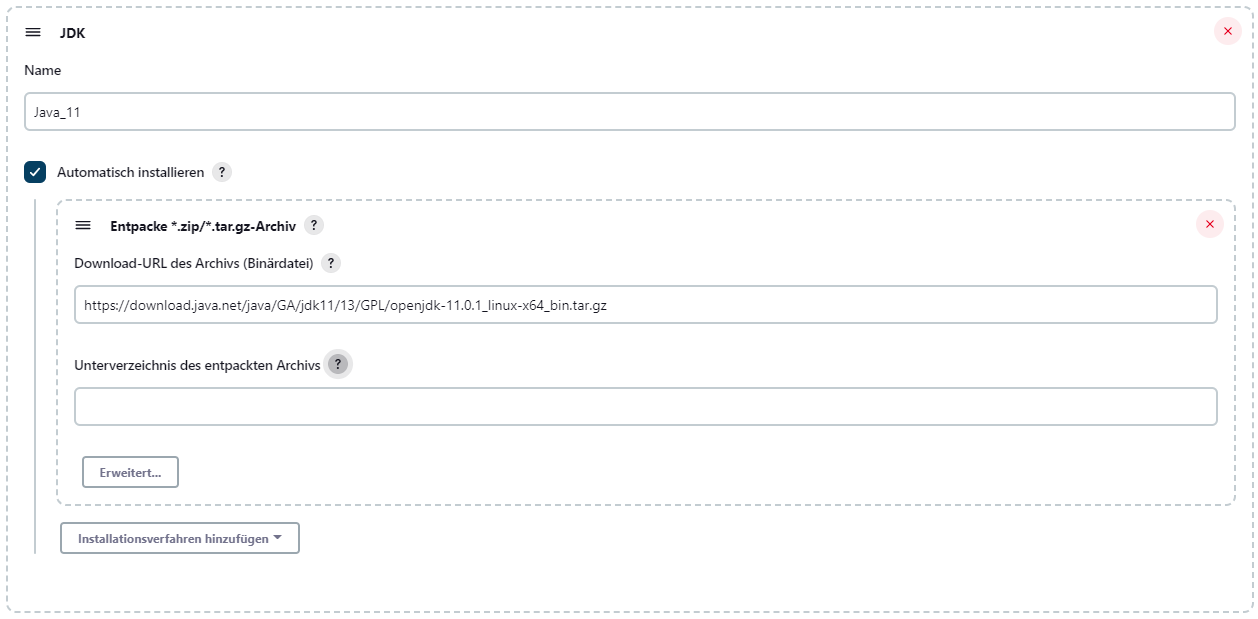 JDK
Name
Java_11
Automatisch installieren ?
Entpacke *.zip/*.tar.gz-Archiv ?
Download-URL des Archivs (Binärdatei) ?
https://download.java.net/java/GA/jdk11/13/GPL/openjdk-11.0.1_linux-x64_bin.tar.gz
Unterverzeichnis des entpackten Archivs ?
Erweitert...
Installationsverfahren hinzufügen